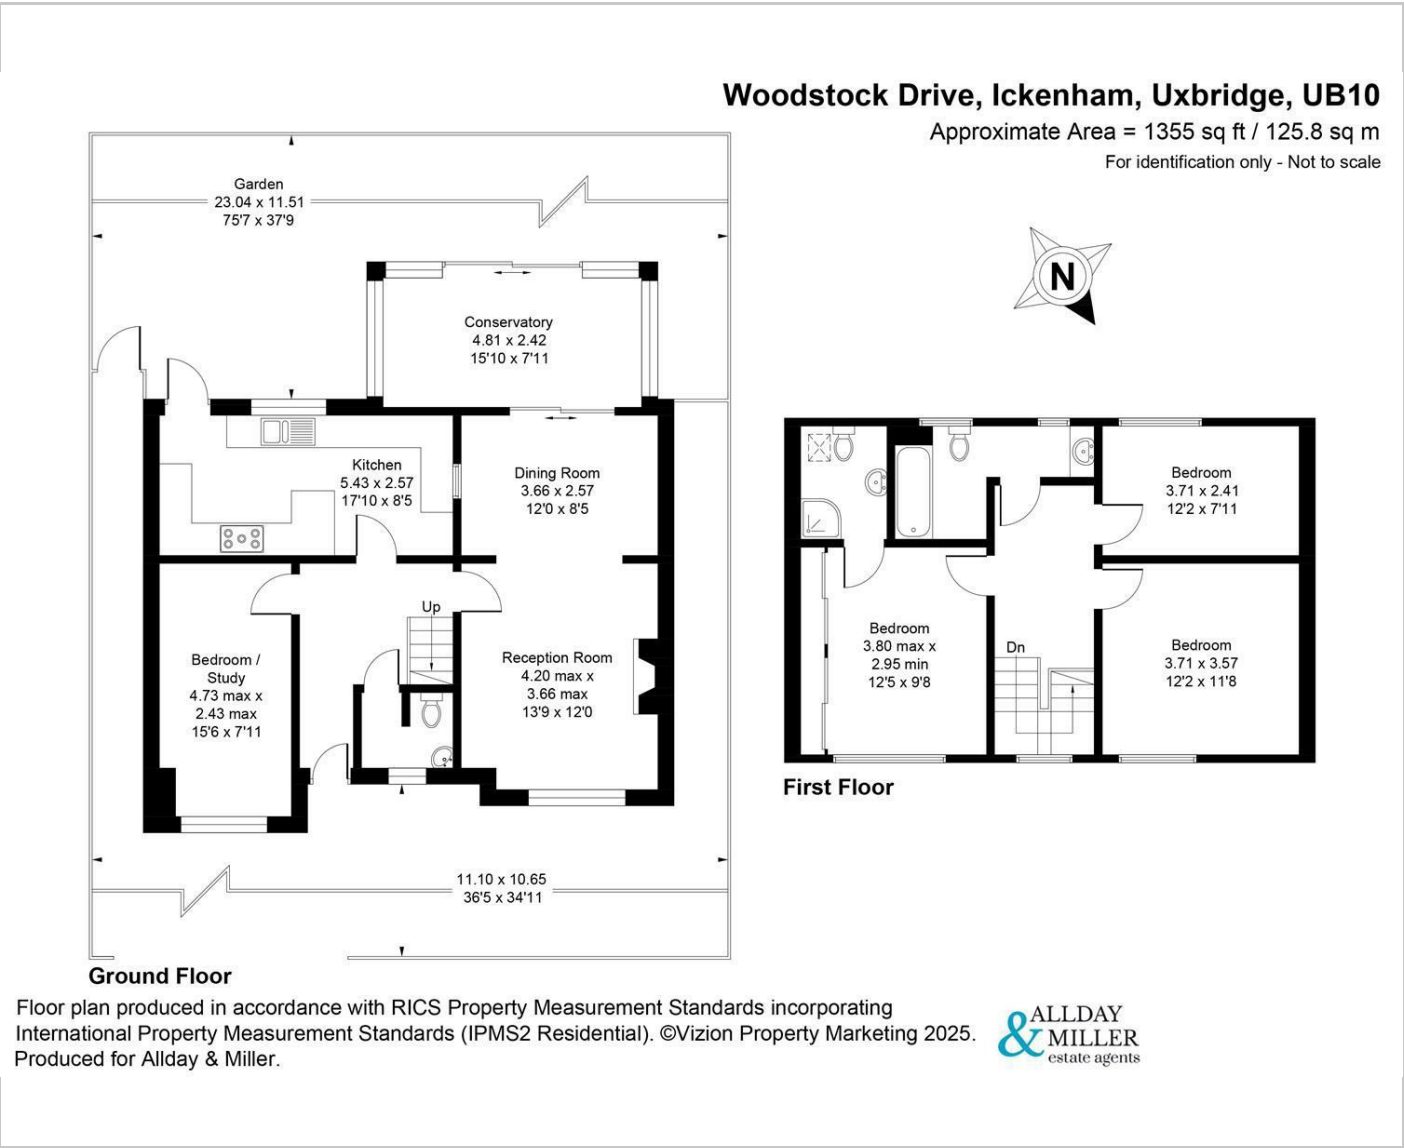 Woodstock Drive, Ickenham, Uxbridge, UB10
Approximate Area = 1355 sq ft / 125.8 sq m
For identification only - Not to scale
N
Garden
23.04 x 11.51
75'7 x 37'9
Conservatory
4.81 x 2.42
15'10 x 7'11
Kitchen
5.43 x 2.57
17'10 x 8'5
Dining Room
3.66 x 2.57
12'0 x 8'5
Up
Bedroom /
Study
4.73 max x
2.43 max
15'6 x 7'11
Reception Room
4.20 max x
3.66 max
13'9 x 12'0
11.10 x 10.65
36'5 x 34'11
Ground Floor
Bedroom
3.71 x 2.41
12'2 x 7'11
Bedroom
3.80 max x
2.95 min
12'5 x 9'8
Dn
Bedroom
3.71 x 3.57
12'2 x 11'8
First Floor
Floor plan produced in accordance with RICS Property Measurement Standards incorporating
International Property Measurement Standards (IPMS2 Residential). ©Vizion Property Marketing 2025.
Produced for Allday & Miller.
ALLDAY
& MILLER
estate agents